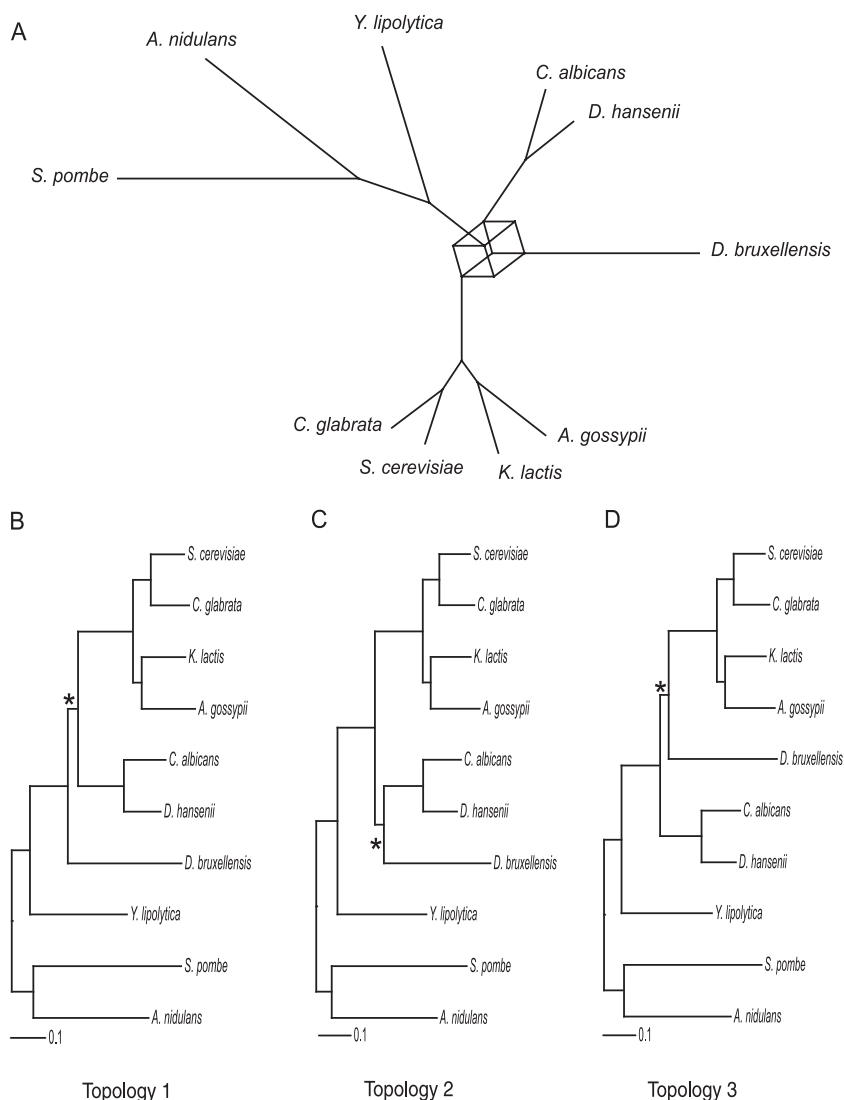 A
Y. lipolytica
A. nidulans
C. albicans
D. hansenii
S. pombe
D. bruxellensis
C. glabrata
A. gossypii
S. cerevisiae
K. lactis
B
S. cerevisiae
C. glabrata
K. lactis
*
A. gossypii
C. albicans
D. hansenii
D. bruxellensis
Y. lipolytica
S. pombe
A. nidulans
0.1
Topology 1
C
S. cerevisiae
C. glabrata
K. lactis
A. gossypii
C. albicans
D. hansenii
*
D. bruxellensis
Y. lipolytica
S. pombe
A. nidulans
0.1
Topology 2
D
S. cerevisiae
C. glabrata
K. lactis
*
A. gossypii
D. bruxellensis
C. albicans
D. hansenii
Y. lipolytica
S. pombe
A. nidulans
0.1
Topology 3